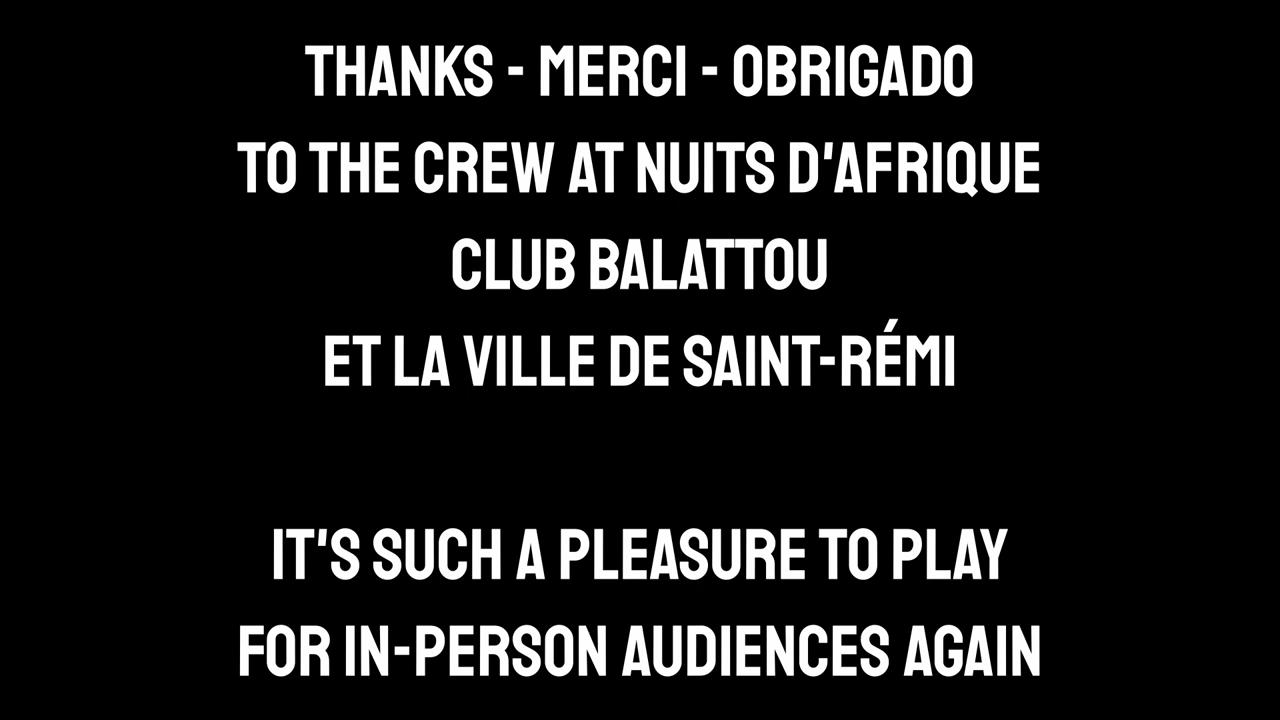 THANKS - MERCI - OBRIGADO
TO THE CREW AT NUITS D'AFRIQUE
CLUB BALATTOU
ET LA VILLE DE SAINT-RÉMI
IT'S SUCH A PLEASURE TO PLAY
FOR IN-PERSON AUDIENCES AGAIN